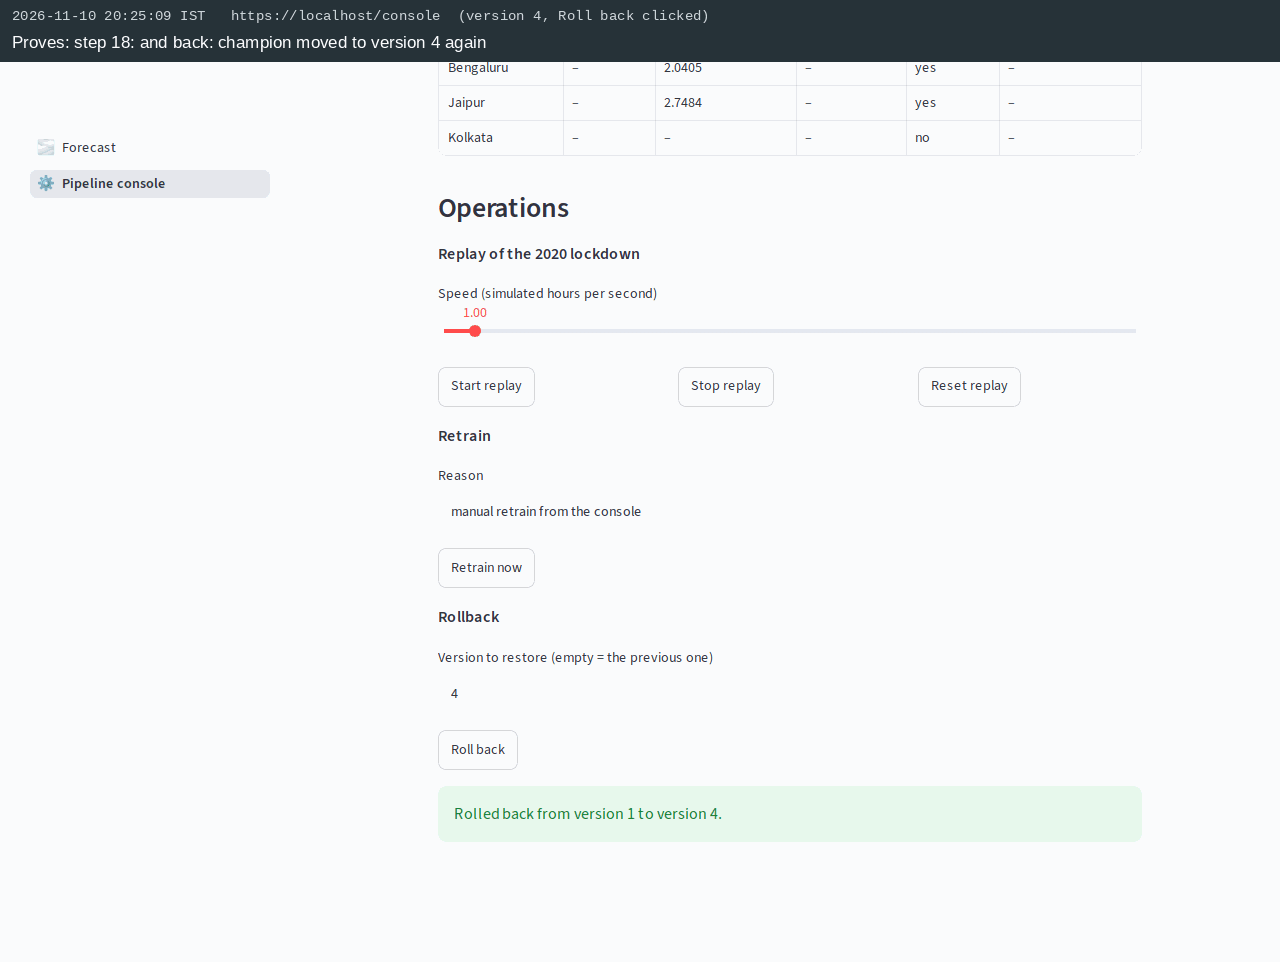 2026-11-10 20:25:09 IST https://localhost/console (version 4, Roll back clicked)
Proves: step 18: and back: champion moved to version 4 again
Bengaluru – 2.0405 – yes –
Jaipur – 2.7484 – yes –
Kolkata – – – no –
Forecast
Pipeline console
Operations
Replay of the 2020 lockdown
Speed (simulated hours per second)
1.00
Start replay Stop replay Reset replay
Retrain
Reason
manual retrain from the console
Retrain now
Rollback
Version to restore (empty = the previous one)
4
Roll back
Rolled back from version 1 to version 4.